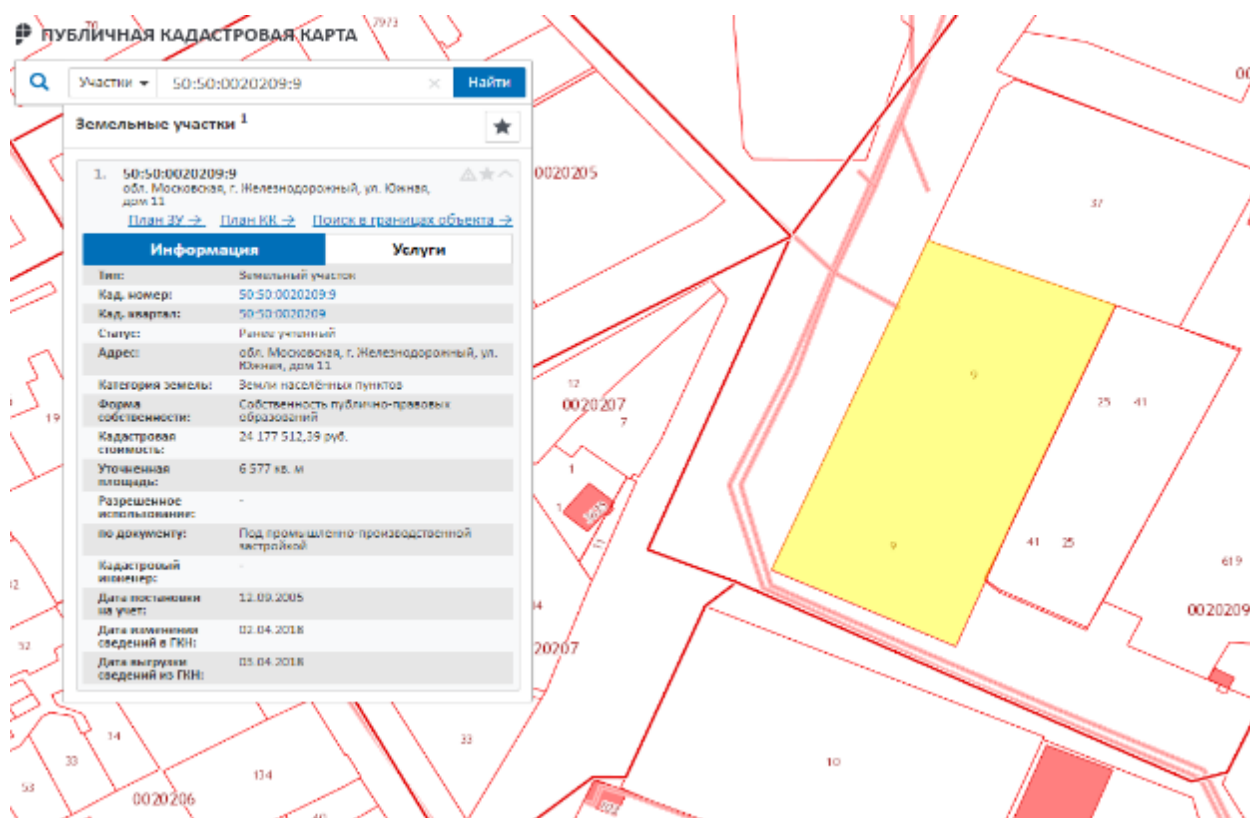 70
7973
ПУБЛИЧНАЯ КАДАСТРОВАЯ КАРТА
Участки
50:50:0020209:9
Найти
Земельные участки 1
1. 50:50:0020209:9
обл. Московская, г. Железнодорожный, ул. Южная,
дом 11
План ЗУ → План КК → Поиск в границах объекта →
Информация Услуги
Тип: Земельный участок
Кад. номер: 50:50:0020209:9
Кад. квартал: 50:50:0020209
Статус: Ранее учтенный
Адрес: обл. Московская, г. Железнодорожный, ул.
Южная, дом 11
Категория земель: Земли населённых пунктов
Форма собственности: Собственность публично-правовых
образований
Кадастровая стоимость: 24 177 512,39 руб.
Уточненная площадь: 6 577 кв. м
Разрешенное использование: -
по документу: Под промышленно-производственной
застройкой
Кадастровый инженер: -
Дата постановки на учет: 12.09.2005
Дата изменения сведений в ГКН: 02.04.2018
Дата выгрузки сведений из ГКН: 03.04.2018
0020205
37
9
12
0020207
7
25 41
19
1
1
11
9
41 25
619
0020209
52
20207
14
33
33
10
134
53
0020206